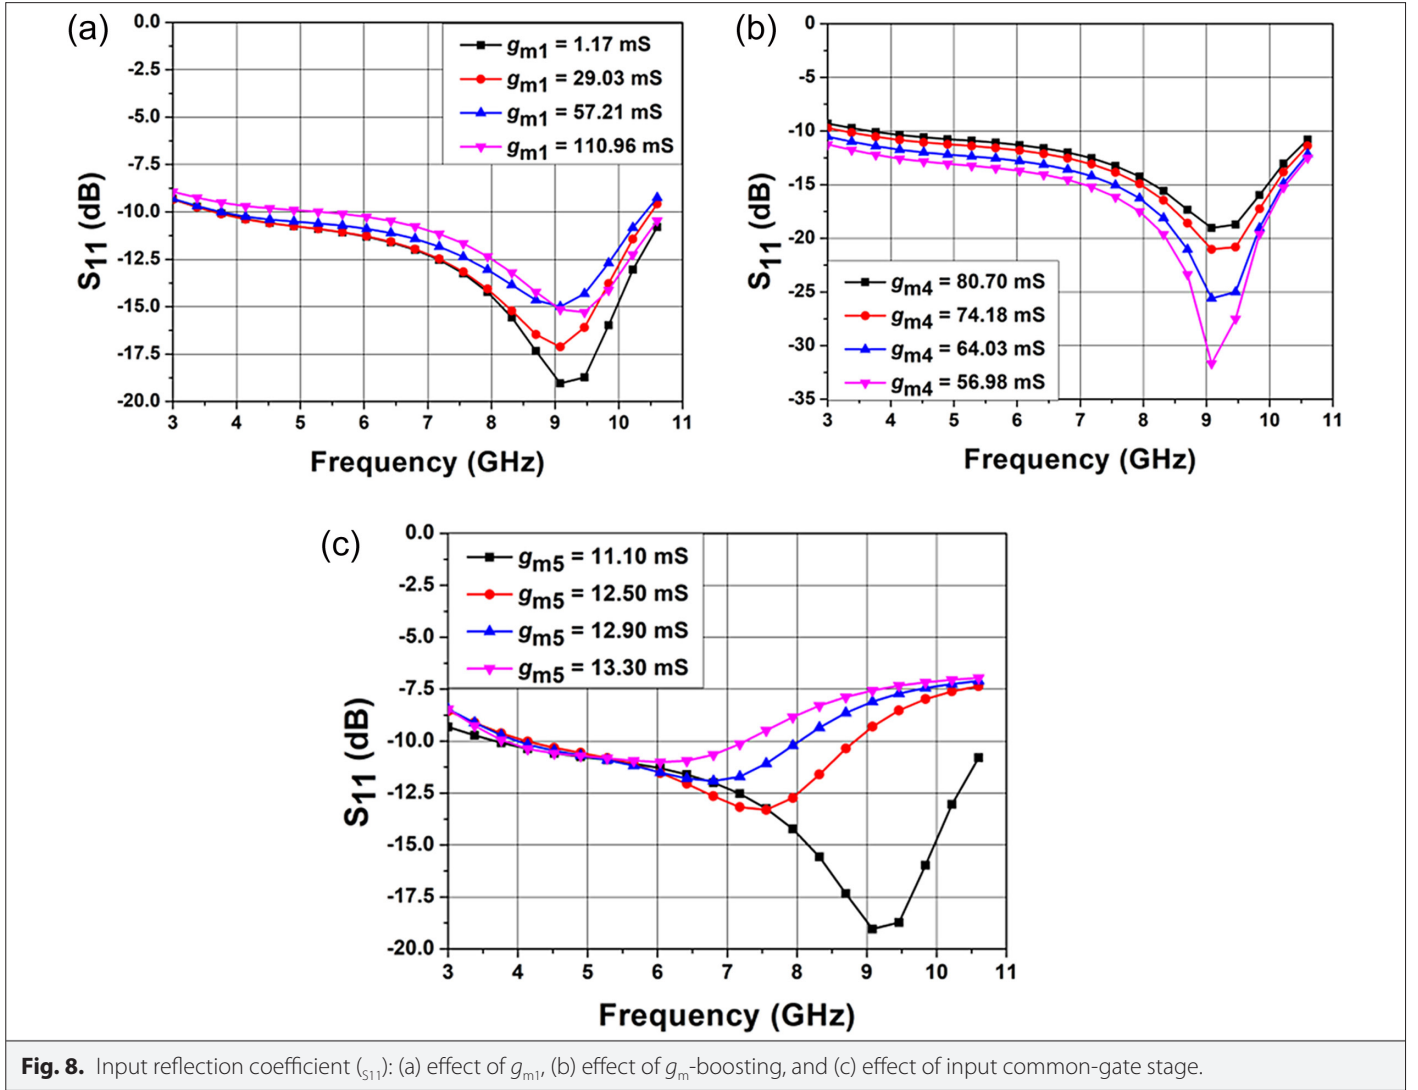 (a)
0.0
-2.5
-5.0
-7.5
-10.0
-12.5
-15.0
-17.5
-20.0
S11 (dB)
gm1 = 1.17 mS
gm1 = 29.03 mS
gm1 = 57.21 mS
gm1 = 110.96 mS
3 4 5 6 7 8 9 10 11
Frequency (GHz)
(b)
0
-5
-10
-15
-20
-25
-30
-35
S11 (dB)
gm4 = 80.70 mS
gm4 = 74.18 mS
gm4 = 64.03 mS
gm4 = 56.98 mS
3 4 5 6 7 8 9 10 11
Frequency (GHz)
(c)
0.0
-2.5
-5.0
-7.5
-10.0
-12.5
-15.0
-17.5
-20.0
S11 (dB)
gm5 = 11.10 mS
gm5 = 12.50 mS
gm5 = 12.90 mS
gm5 = 13.30 mS
3 4 5 6 7 8 9 10 11
Frequency (GHz)
Fig. 8. Input reflection coefficient (S11): (a) effect of gm1, (b) effect of gm-boosting, and (c) effect of input common-gate stage.